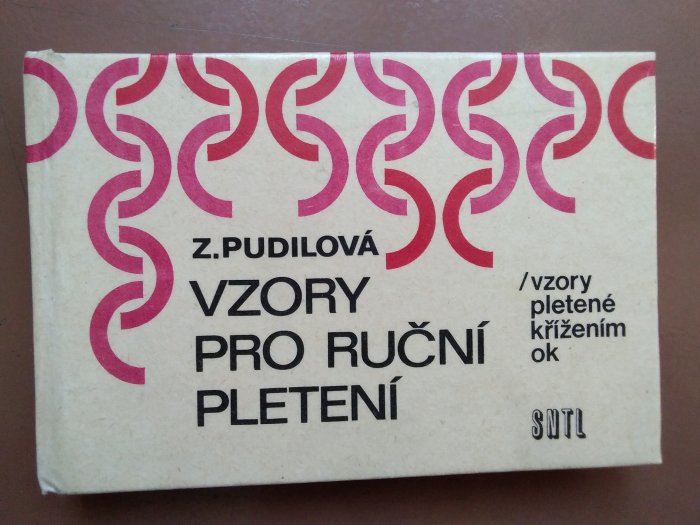 Z.PUDILOVÁ
VZORY
PRO RUČNÍ
PLETENÍ
/vzory
pletené
křížením
ok
SNTL